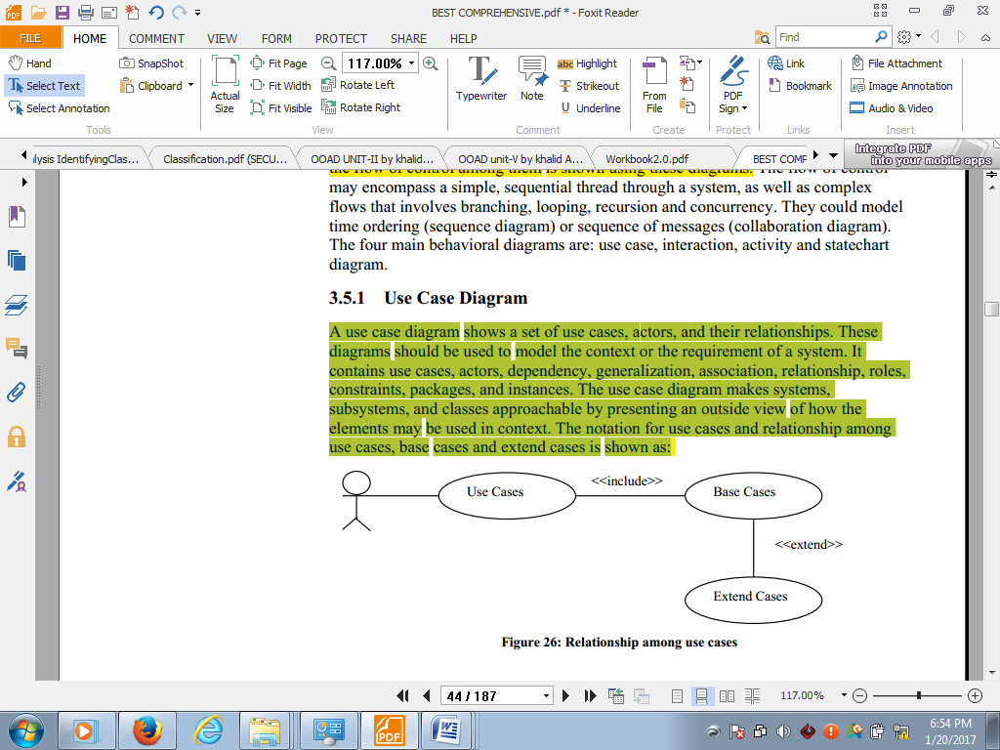 BEST COMPREHENSIVE.pdf * - Foxit Reader
FILE HOME COMMENT VIEW FORM PROTECT SHARE HELP Find
Hand SnapShot Fit Page 117.00% Rotate Left Highlight Link File Attachment
Select Text Clipboard Fit Width Strikeout Bookmark Image Annotation
Select Annotation Actual Size Fit Visible Rotate Right Typewriter Note Underline From File PDF Sign Audio & Video
Tools View Comment Create Protect Links Insert
lysis IdentifyingClas... Classification.pdf (SECU... OOAD UNIT-II by khalid... OOAD unit-V by khalid A... Workbook2.0.pdf BEST COMP Integrate PDF
into your mobile apps
the flow of control among them is shown using these diagrams. The flow of control
may encompass a simple, sequential thread through a system, as well as complex
flows that involves branching, looping, recursion and concurrency. They could model
time ordering (sequence diagram) or sequence of messages (collaboration diagram).
The four main behavioral diagrams are: use case, interaction, activity and statechart
diagram.
3.5.1 Use Case Diagram
A use case diagram shows a set of use cases, actors, and their relationships. These
diagrams should be used to model the context or the requirement of a system. It
contains use cases, actors, dependency, generalization, association, relationship, roles,
constraints, packages, and instances. The use case diagram makes systems,
subsystems, and classes approachable by presenting an outside view of how the
elements may be used in context. The notation for use cases and relationship among
use cases, base cases and extend cases is shown as:
Use Cases <<include>> Base Cases
<<extend>>
Extend Cases
Figure 26: Relationship among use cases
44 / 187 117.00%
6:54 PM
1/20/2017